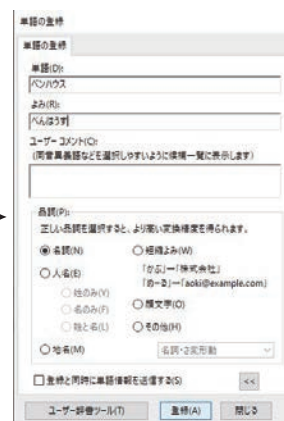 単語の登録
単語の登録
単語(D):
ペンハウス
よみ(R):
ぺんはうす
ユーザー コメント(C):
(同音異義語などを選択しやすいように候補一覧に表示します)
品詞(P):
正しい品詞を選択すると、より高い変換精度を得られます。
名詞(N)
短縮よみ(W)
「かぶ」→「株式会社」
「めーる」→「aoki@example.com」
人名(E)
姓のみ(Y)
名のみ(F)
姓と名(L)
顔文字(O)
その他(H)
地名(M)
名詞・さ変形動
登録と同時に単語情報を送信する(S)
<<
ユーザー辞書ツール(T)
登録(A)
閉じる